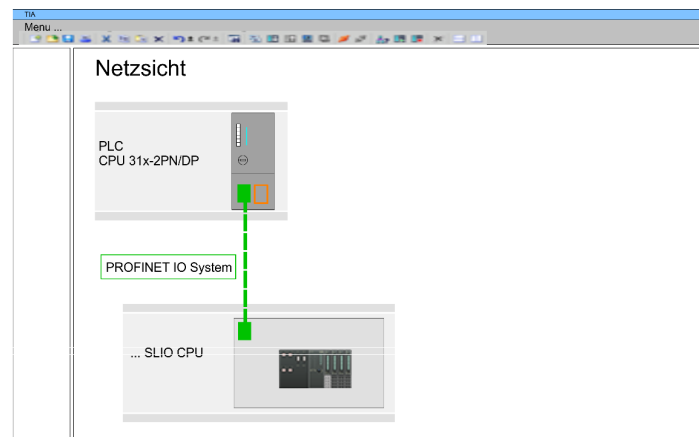 TIA
Menu ...
Netzsicht
PLC
CPU 31x-2PN/DP
PROFINET IO System
... SLIO CPU